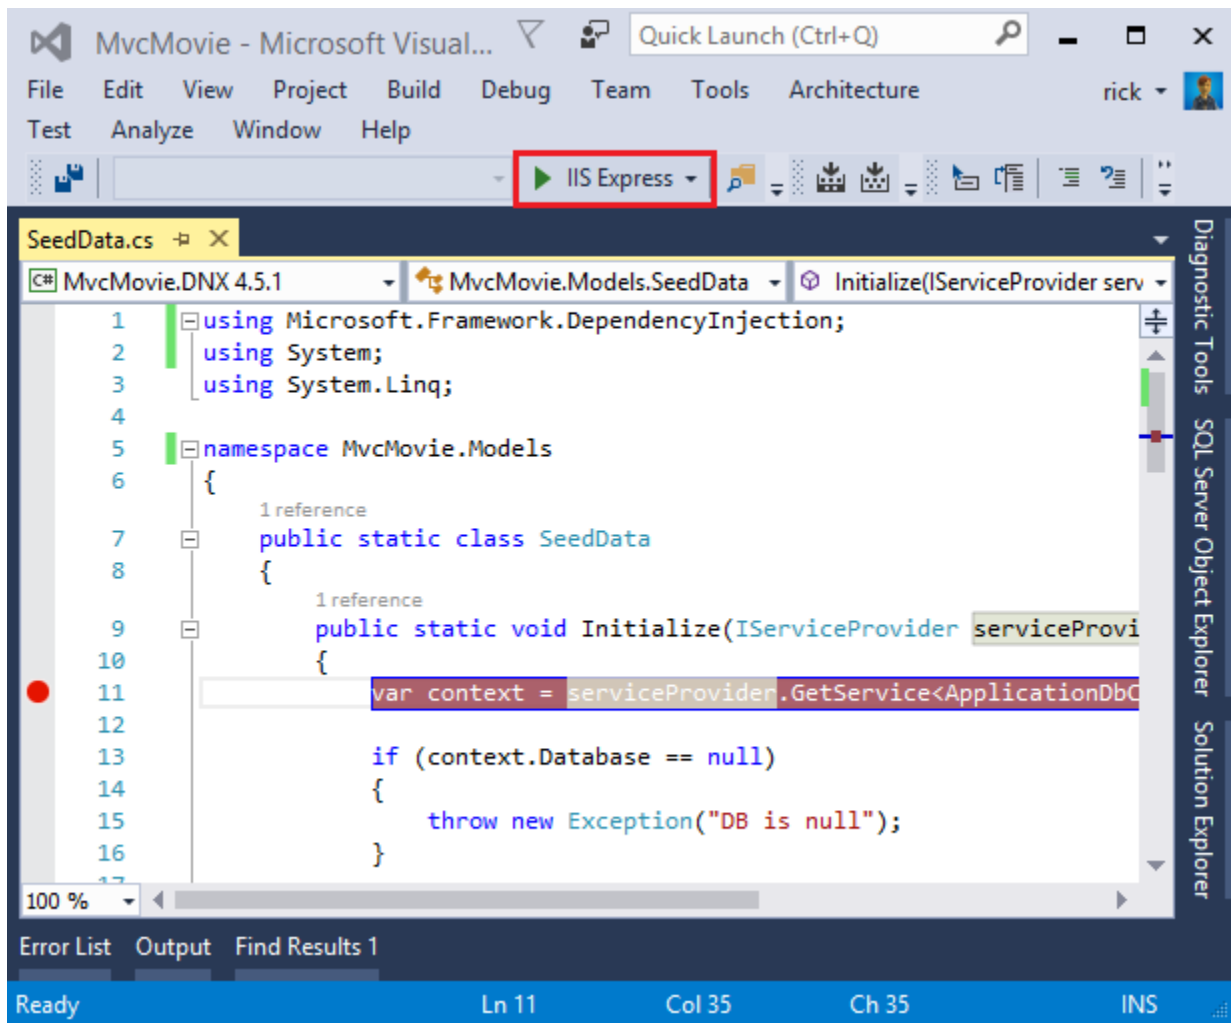 MvcMovie - Microsoft Visual...
Quick Launch (Ctrl+Q)
File Edit View Project Build Debug Team Tools Architecture rick
Test Analyze Window Help
IIS Express
SeedData.cs
C# MvcMovie.DNX 4.5.1 MvcMovie.Models.SeedData Initialize(IServiceProvider serv
1 using Microsoft.Framework.DependencyInjection;
2 using System;
3 using System.Linq;
4
5 namespace MvcMovie.Models
6 {
1 reference
7 public static class SeedData
8 {
1 reference
9 public static void Initialize(IServiceProvider serviceProvi
10 {
11 var context = serviceProvider.GetService<ApplicationDbC
12
13 if (context.Database == null)
14 {
15 throw new Exception("DB is null");
16 }
100 %
Diagnostic Tools
SQL Server Object Explorer
Solution Explorer
Error List Output Find Results 1
Ready Ln 11 Col 35 Ch 35 INS